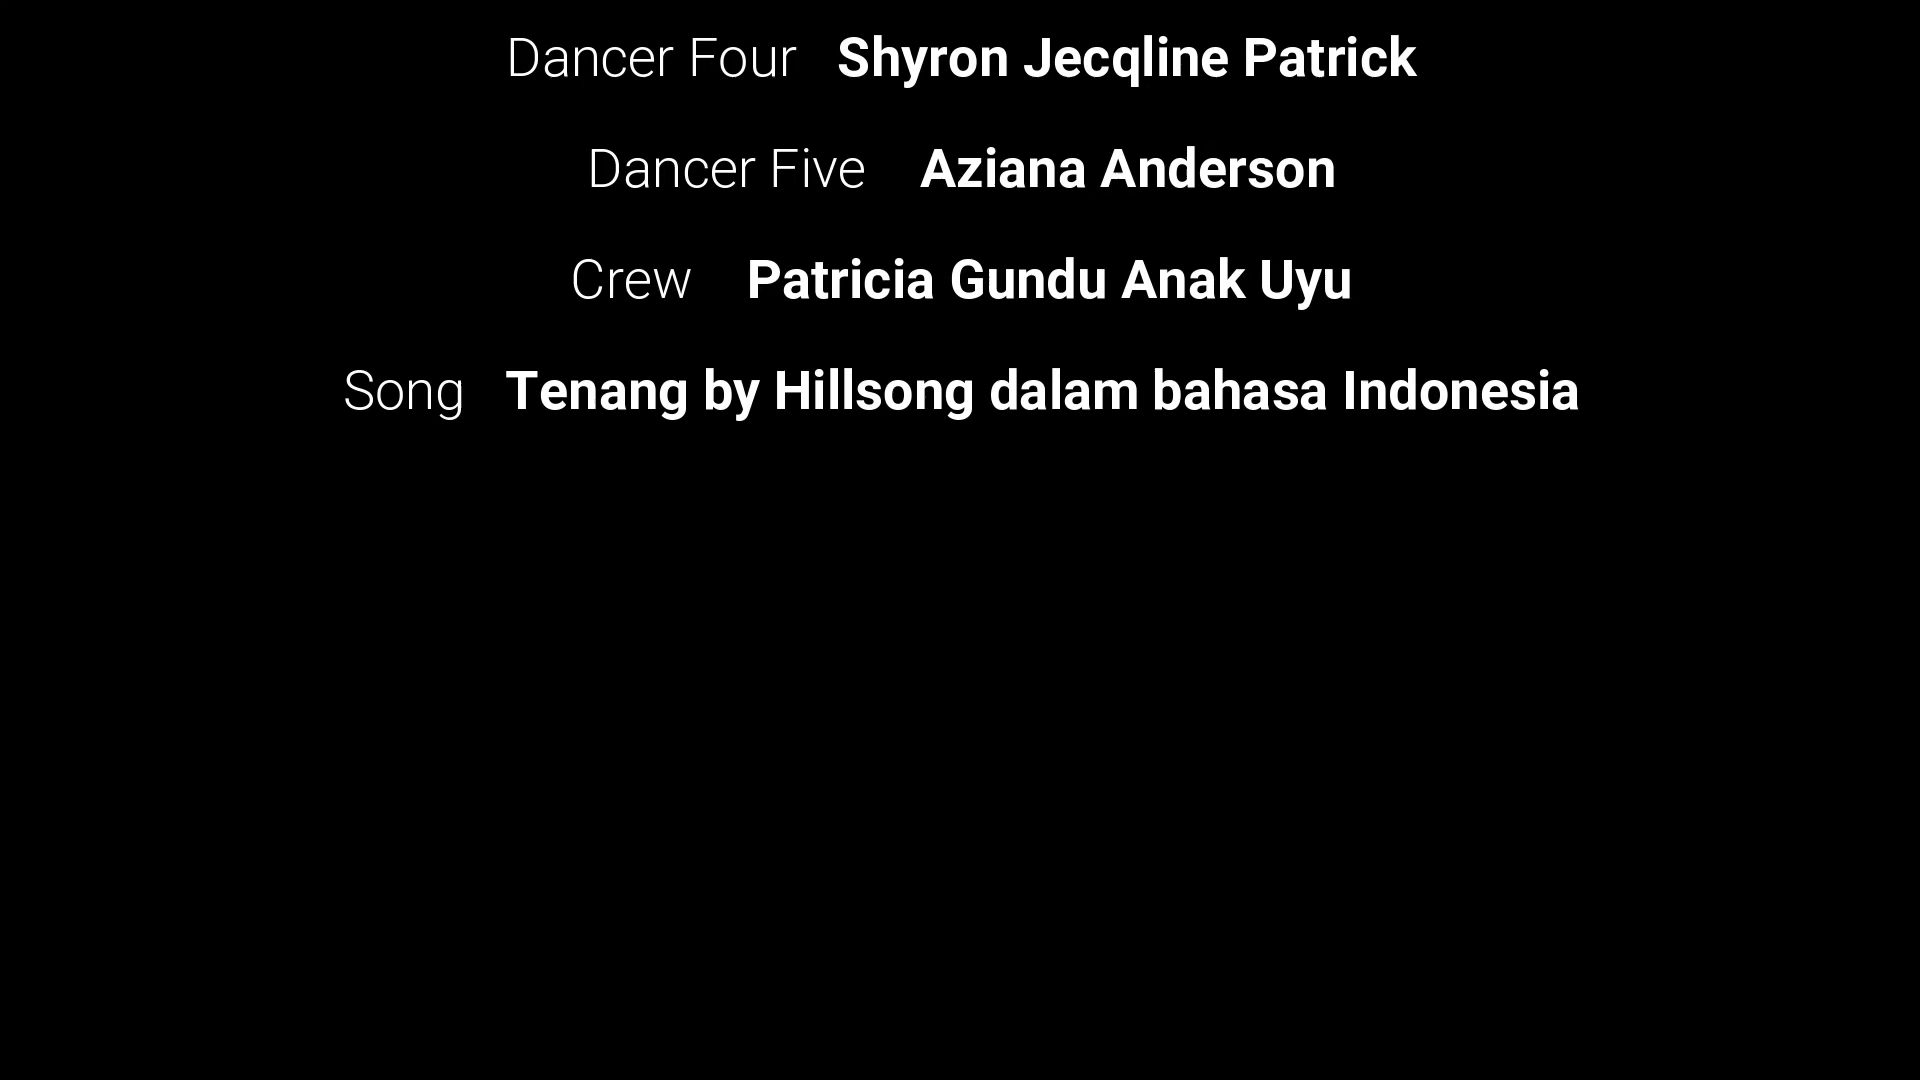 Dancer Four Shyron Jecqline Patrick
Dancer Five Aziana Anderson
Crew Patricia Gundu Anak Uyu
Song Tenang by Hillsong dalam bahasa Indonesia